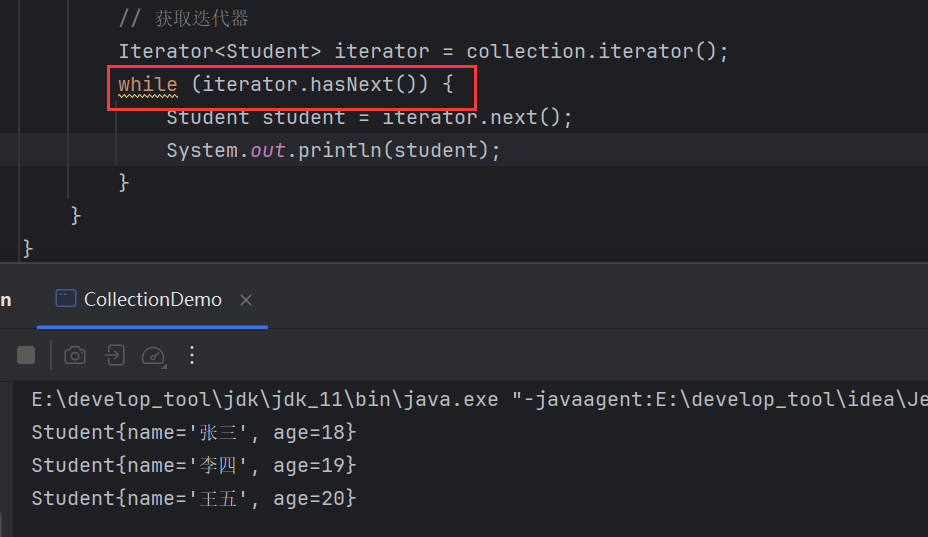 // 获取迭代器
Iterator<Student> iterator = collection.iterator();
while (iterator.hasNext()) {
Student student = iterator.next();
System.out.println(student);
}
}
}
n CollectionDemo
E:\develop_tool\jdk\jdk_11\bin\java.exe "-javaagent:E:\develop_tool\idea\Je
Student{name='张三', age=18}
Student{name='李四', age=19}
Student{name='王五', age=20}